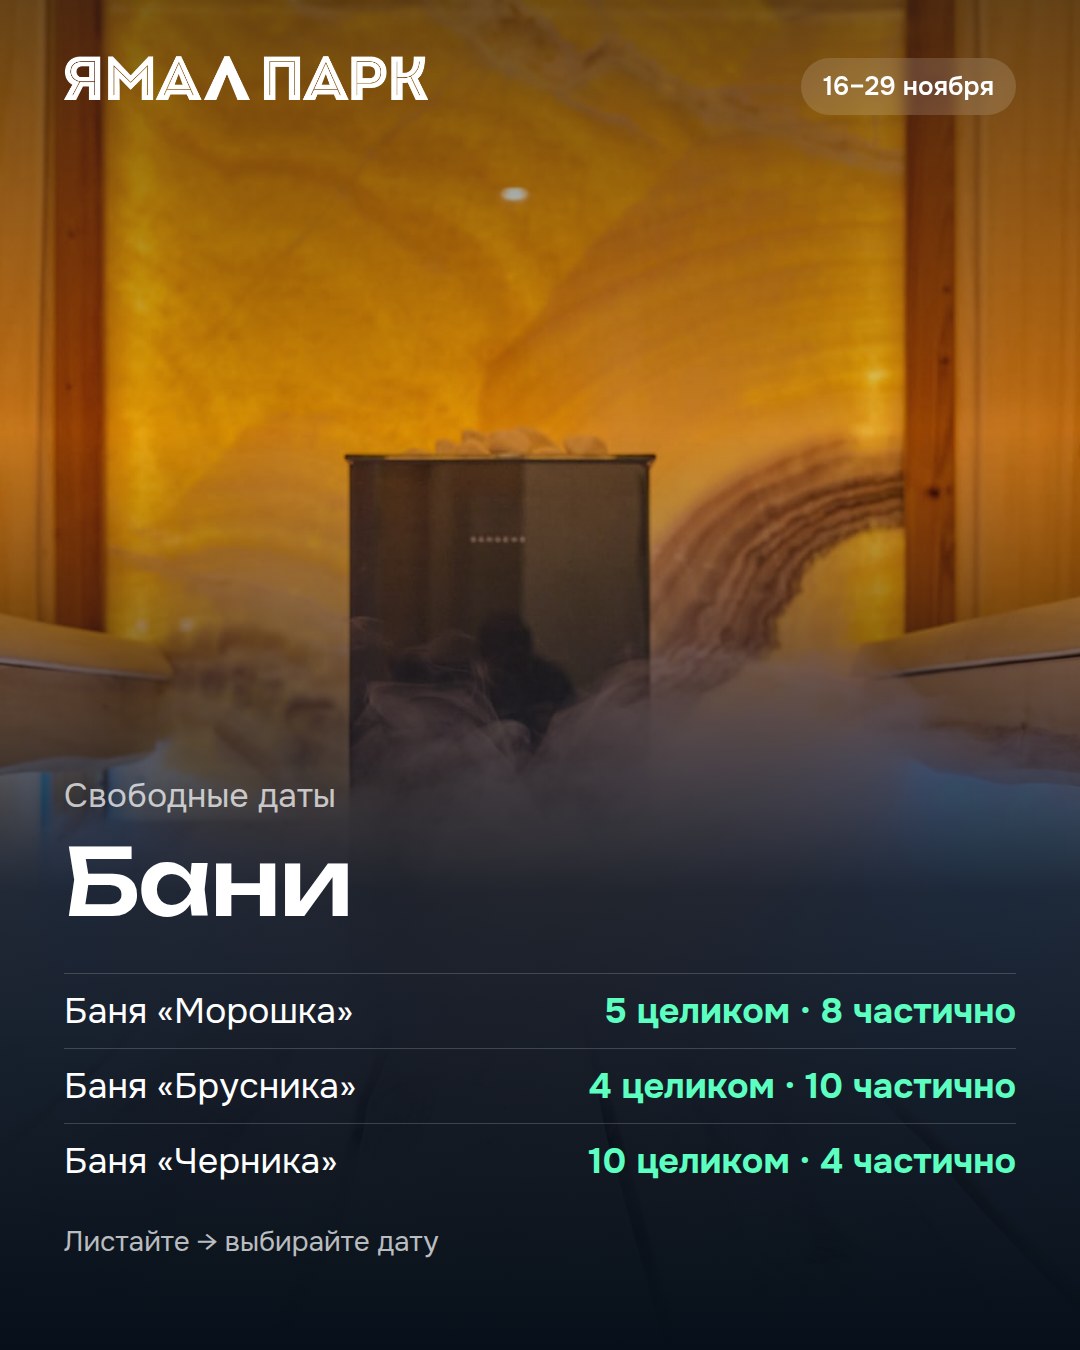 ЯМАЛ ПАРК
16–29 ноября
Свободные даты
Бани
Баня «Морошка» 5 целиком · 8 частично
Баня «Брусника» 4 целиком · 10 частично
Баня «Черника» 10 целиком · 4 частично
Листайте → выбирайте дату